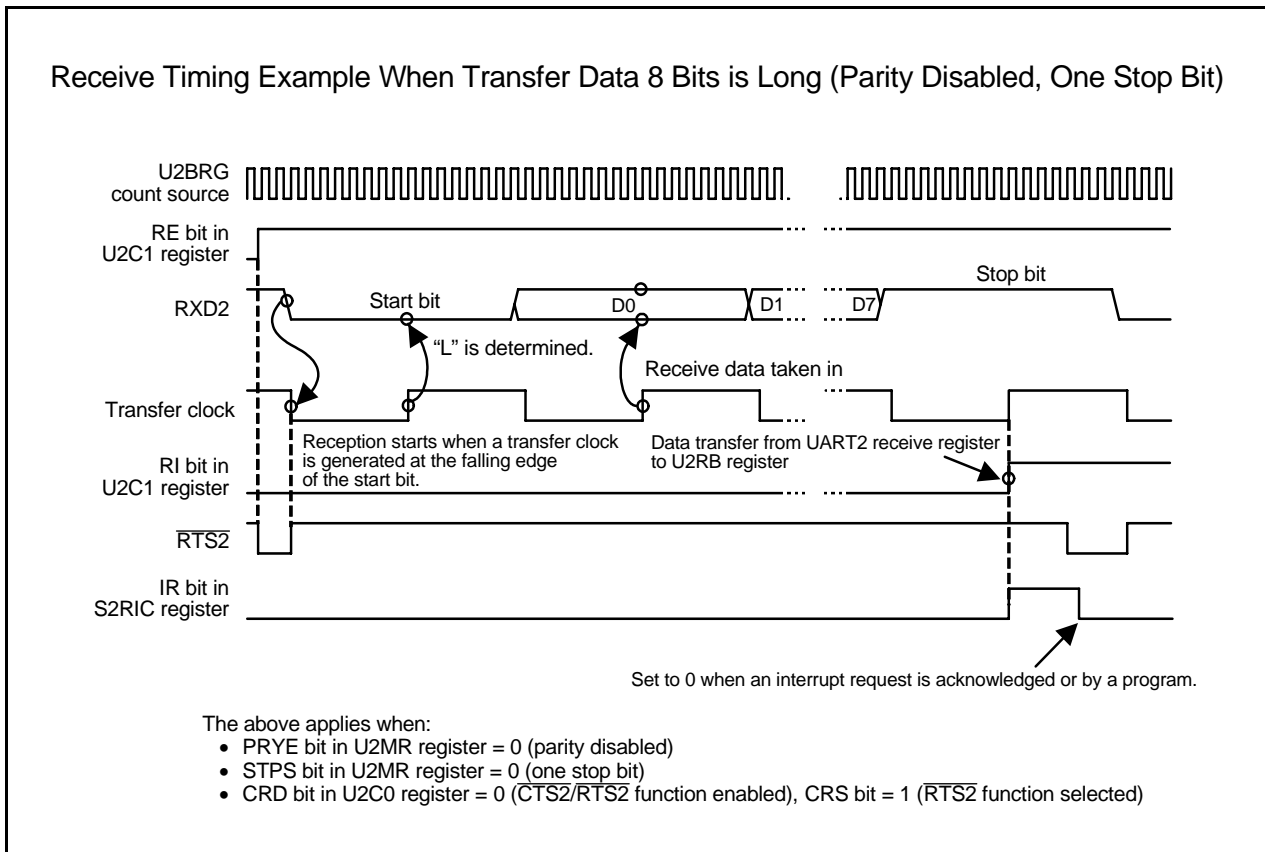 Receive Timing Example When Transfer Data 8 Bits is Long (Parity Disabled, One Stop Bit)
U2BRG
count source
RE bit in
U2C1 register
RXD2
Start bit
D0
D1
D7
Stop bit
“L” is determined.
Receive data taken in
Transfer clock
Reception starts when a transfer clock
is generated at the falling edge
of the start bit.
Data transfer from UART2 receive register
to U2RB register
RI bit in
U2C1 register
RTS2
IR bit in
S2RIC register
Set to 0 when an interrupt request is acknowledged or by a program.
The above applies when:
• PRYE bit in U2MR register = 0 (parity disabled)
• STPS bit in U2MR register = 0 (one stop bit)
• CRD bit in U2C0 register = 0 (CTS2/RTS2 function enabled), CRS bit = 1 (RTS2 function selected)